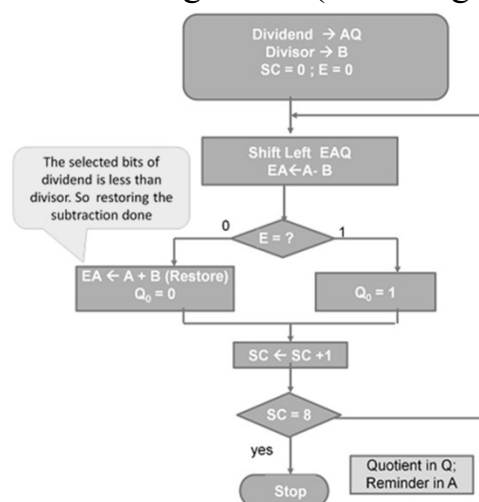 Dividend → AQ
Divisor → B
SC = 0 ; E = 0
Shift Left EAQ
EA←A- B
The selected bits of
dividend is less than
divisor. So restoring the
subtraction done
0
E = ?
1
EA ← A + B (Restore)
Q₀ = 0
Q₀ = 1
SC ← SC +1
SC = 8
yes
Stop
Quotient in Q;
Reminder in A